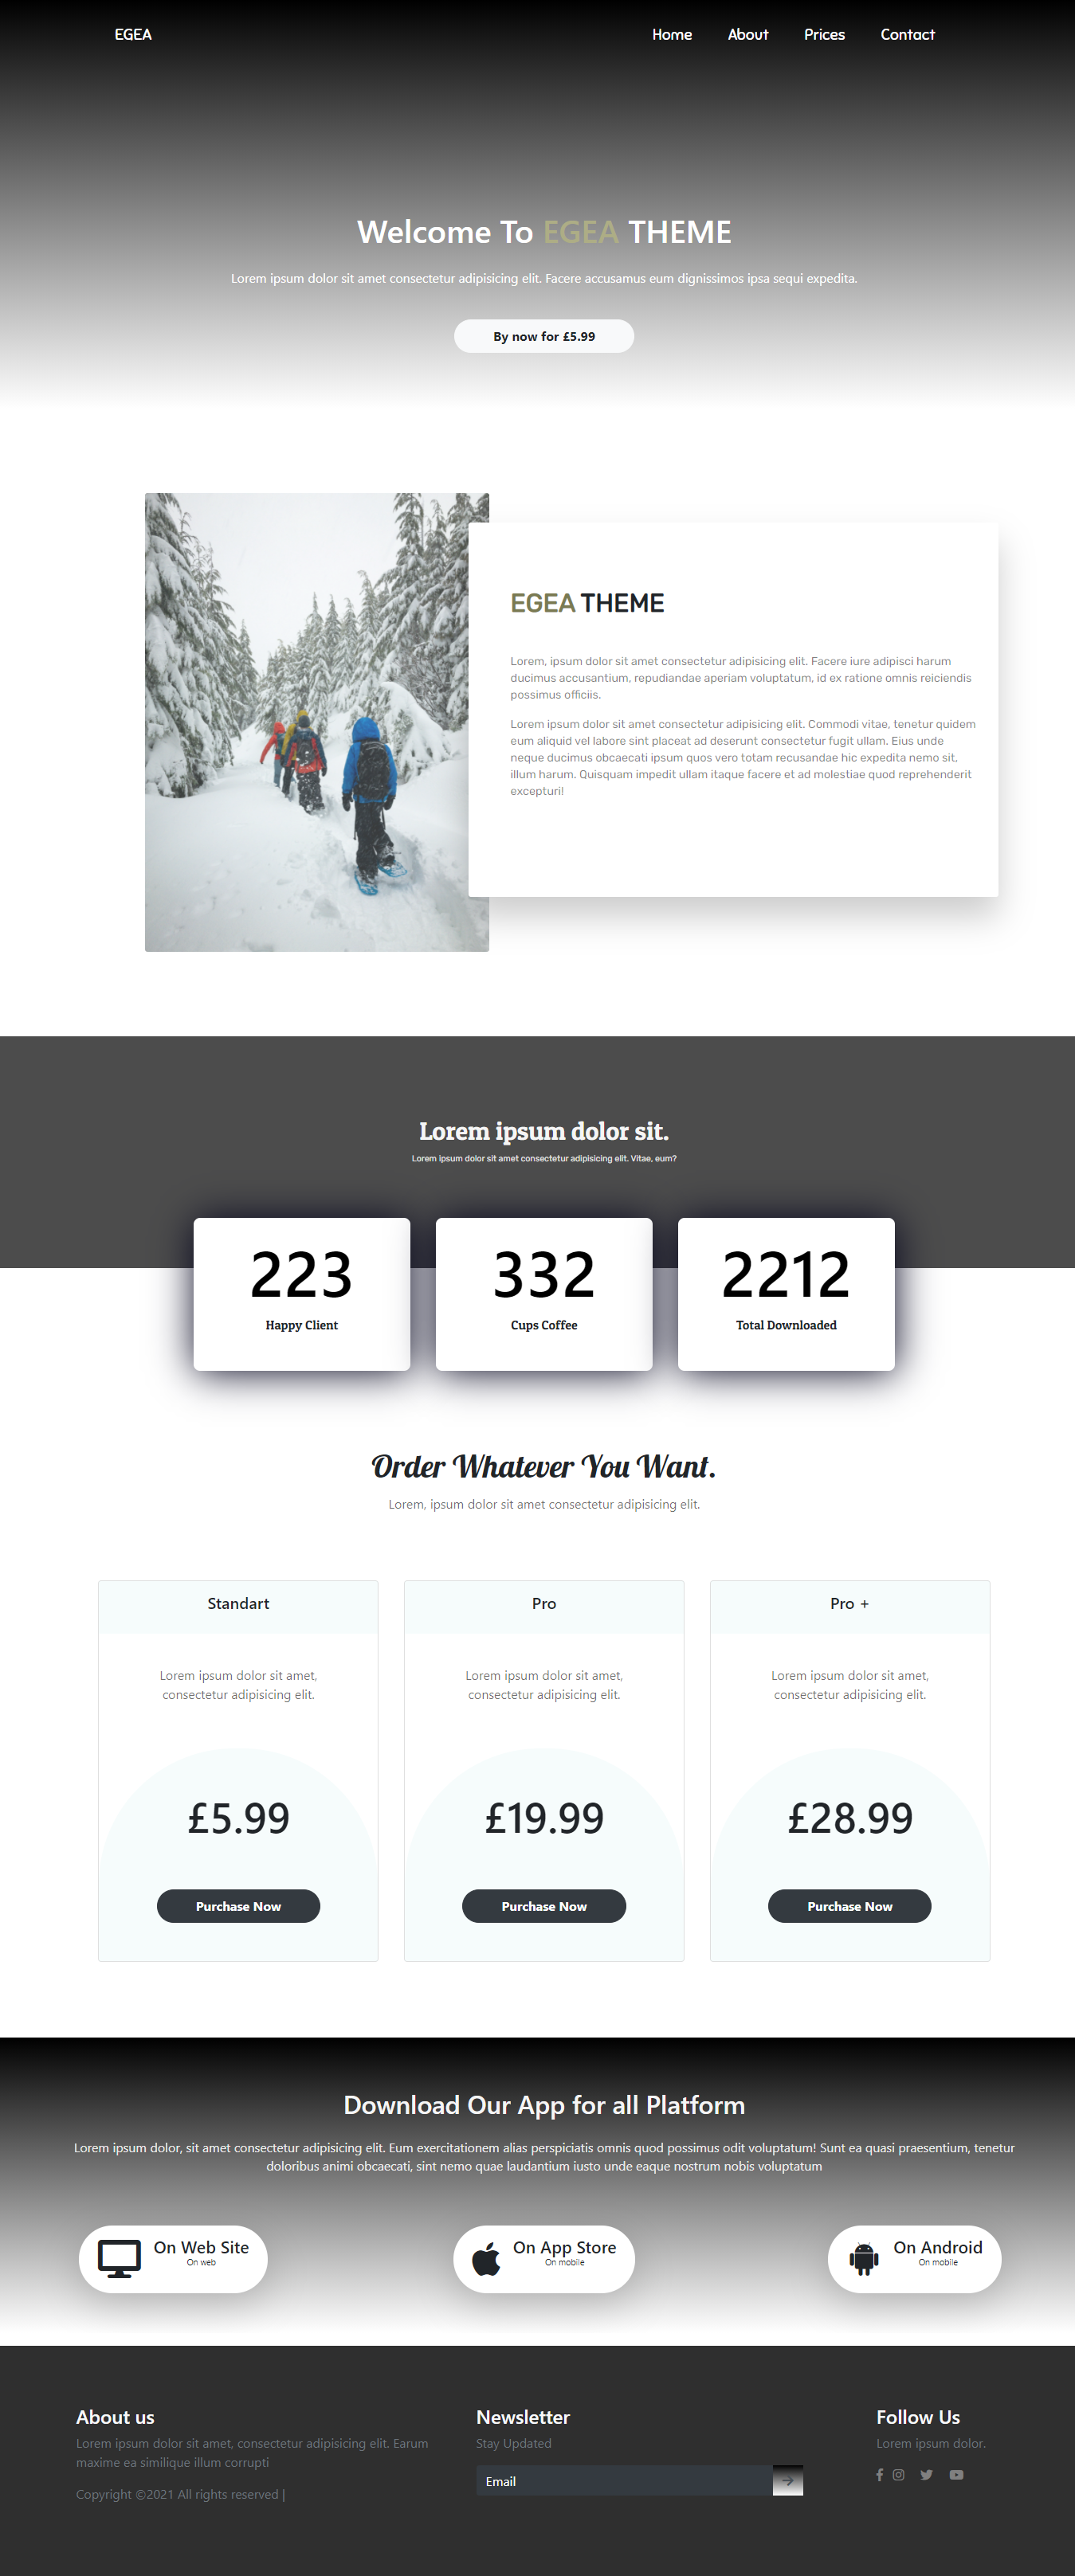 EGEA
Home About Prices Contact
Welcome To EGEA THEME
Lorem ipsum dolor sit amet consectetur adipisicing elit. Facere accusamus eum dignissimos ipsa sequi expedita.
By now for £5.99
EGEA THEME
Lorem, ipsum dolor sit amet consectetur adipisicing elit. Facere iure adipisci harum
ducimus accusantium, repudiandae aperiam voluptatum, id ex ratione omnis reiciendis
possimus officiis.
Lorem ipsum dolor sit amet consectetur adipisicing elit. Commodi vitae, tenetur quidem
eum aliquid vel labore sint placeat ad deserunt consectetur fugit ullam. Eius unde
neque ducimus obcaecati ipsum quos vero totam recusandae hic expedita nemo sit,
illum harum. Quisquam impedit ullam itaque facere et ad molestiae quod reprehenderit
excepturi!
Lorem ipsum dolor sit.
Lorem ipsum dolor sit amet consectetur adipisicing elit. Vitae, eum?
223
Happy Client
332
Cups Coffee
2212
Total Downloaded
Order Whatever You Want.
Lorem, ipsum dolor sit amet consectetur adipisicing elit.
Standart
Lorem ipsum dolor sit amet,
consectetur adipisicing elit.
£5.99
Purchase Now
Pro
Lorem ipsum dolor sit amet,
consectetur adipisicing elit.
£19.99
Purchase Now
Pro +
Lorem ipsum dolor sit amet,
consectetur adipisicing elit.
£28.99
Purchase Now
Download Our App for all Platform
Lorem ipsum dolor, sit amet consectetur adipisicing elit. Eum exercitationem alias perspiciatis omnis quod possimus odit voluptatum! Sunt ea quasi praesentium, tenetur
doloribus animi obcaecati, sint nemo quae laudantium iusto unde eaque nostrum nobis voluptatum
On Web Site
On web
On App Store
On mobile
On Android
On mobile
About us
Lorem ipsum dolor sit amet, consectetur adipisicing elit. Earum
maxime ea similique illum corrupti
Copyright ©2021 All rights reserved |
Newsletter
Stay Updated
Email
Follow Us
Lorem ipsum dolor.